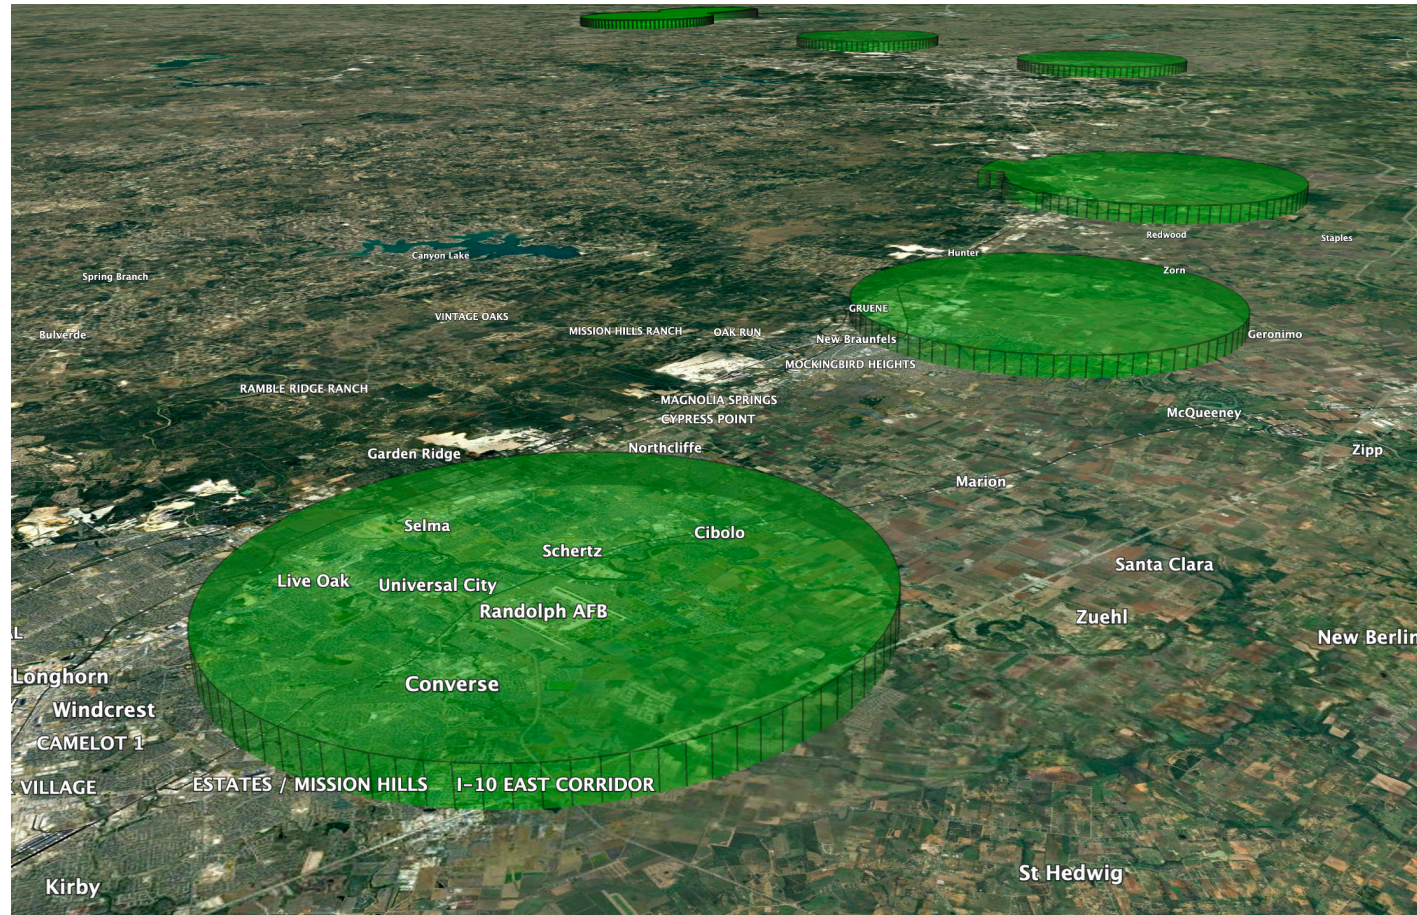 Redwood
Staples
Hunter
Canyon Lake
Zorn
Spring Branch
GRUENE
VINTAGE OAKS
MISSION HILLS RANCH
OAK RUN
Bulverde
Geronimo
New Braunfels
MOCKINGBIRD HEIGHTS
RAMBLE RIDGE RANCH
MAGNOLIA SPRINGS
McQueeney
CYPRESS POINT
Northcliffe
Zipp
Garden Ridge
Marion
Selma
Cibolo
Schertz
Santa Clara
Live Oak
Universal City
Randolph AFB
Zuehl
AL
New Berlin
Longhorn
Converse
Windcrest
CAMELOT 1
VILLAGE
ESTATES / MISSION HILLS
I-10 EAST CORRIDOR
St Hedwig
Kirby